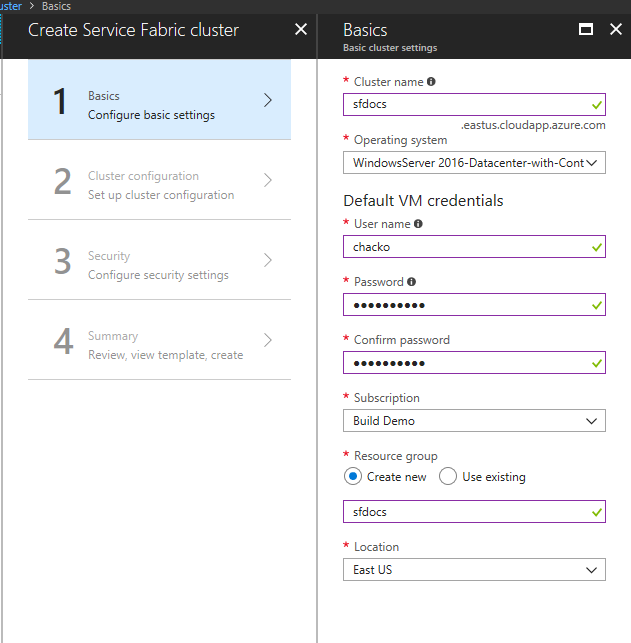 uster > Basics
Create Service Fabric cluster
1
Basics
Configure basic settings
2
Cluster configuration
Set up cluster configuration
3
Security
Configure security settings
4
Summary
Review, view template, create
Basics
Basic cluster settings
* Cluster name
sfdocs
.eastus.cloudapp.azure.com
* Operating system
WindowsServer 2016-Datacenter-with-Cont
Default VM credentials
* User name
chacko
* Password
••••••••••
* Confirm password
••••••••••
* Subscription
Build Demo
* Resource group
Create new Use existing
sfdocs
* Location
East US